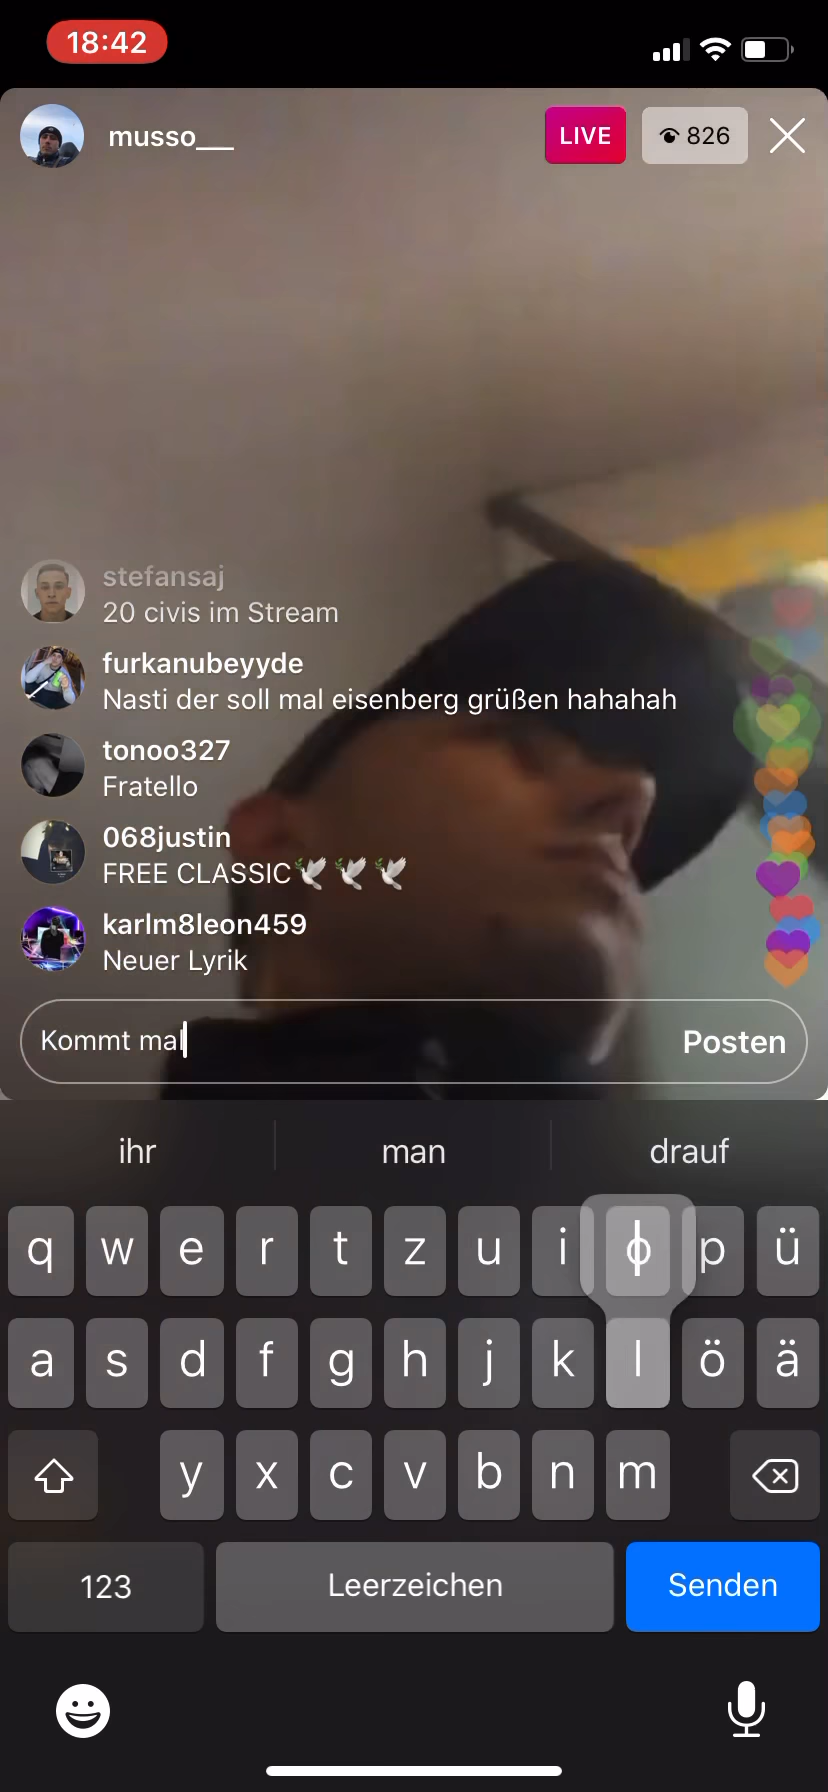 18:42
musso___
LIVE
826
stefansaj
20 civis im Stream
furkanubeyyde
Nasti der soll mal eisenberg grüßen hahahah
tonoo327
Fratello
068justin
FREE CLASSIC🕊️🕊️🕊️
karlm8leon459
Neuer Lyrik
Kommt mal
Posten
ihr man drauf
q w e r t z u i o p ü
a s d f g h j k l ö ä
y x c v b n m
123 Leerzeichen Senden